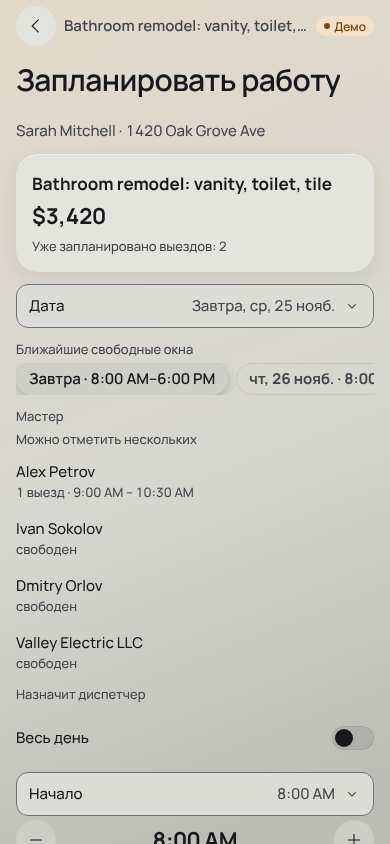 Bathroom remodel: vanity, toilet,...
Демо
Запланировать работу
Sarah Mitchell · 1420 Oak Grove Ave
Bathroom remodel: vanity, toilet, tile
$3,420
Уже запланировано выездов: 2
Дата
Завтра, ср, 25 нояб.
Ближайшие свободные окна
Завтра · 8:00 AM–6:00 PM
чт, 26 нояб. · 8:00
Мастер
Можно отметить нескольких
Alex Petrov
1 выезд · 9:00 AM – 10:30 AM
Ivan Sokolov
свободен
Dmitry Orlov
свободен
Valley Electric LLC
свободен
Назначит диспетчер
Весь день
Начало
8:00 AM
− 8:00 AM +